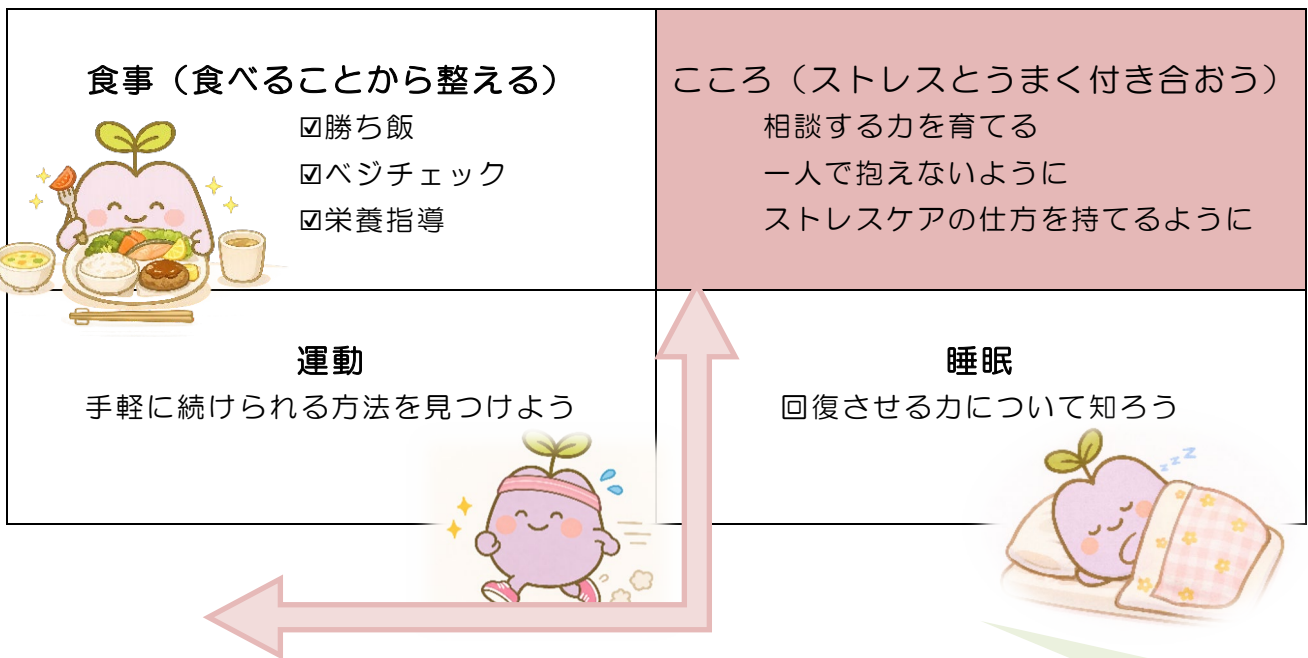 食事（食べることから整える）
☑勝ち飯
☑ベジチェック
☑栄養指導
こころ（ストレスとうまく付き合おう）
相談する力を育てる
一人で抱えないように
ストレスケアの仕方を持てるように
運動
手軽に続けられる方法を見つけよう
睡眠
回復させる力について知ろう
zzz